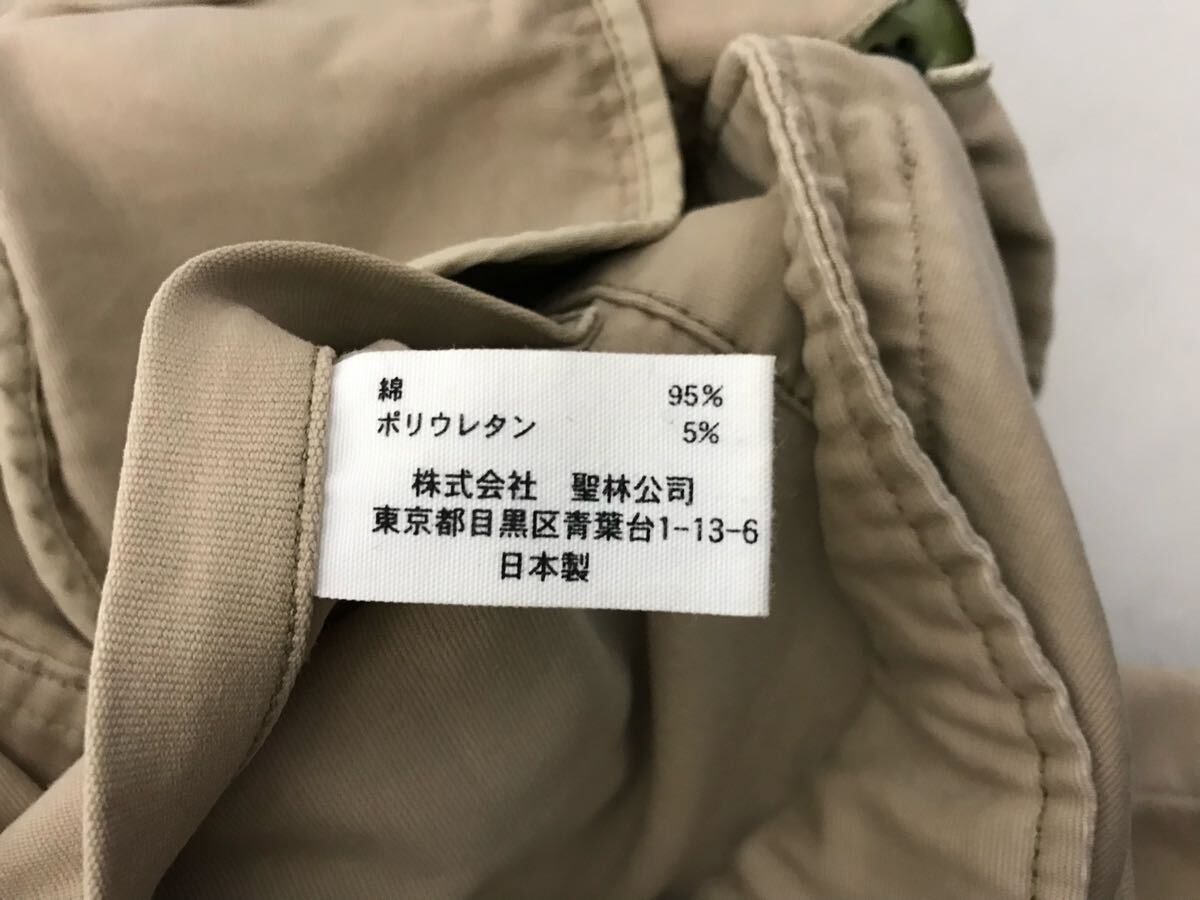 綿 95%
ポリウレタン 5%
株式会社 聖林公司
東京都目黒区青葉台1-13-6
日本製